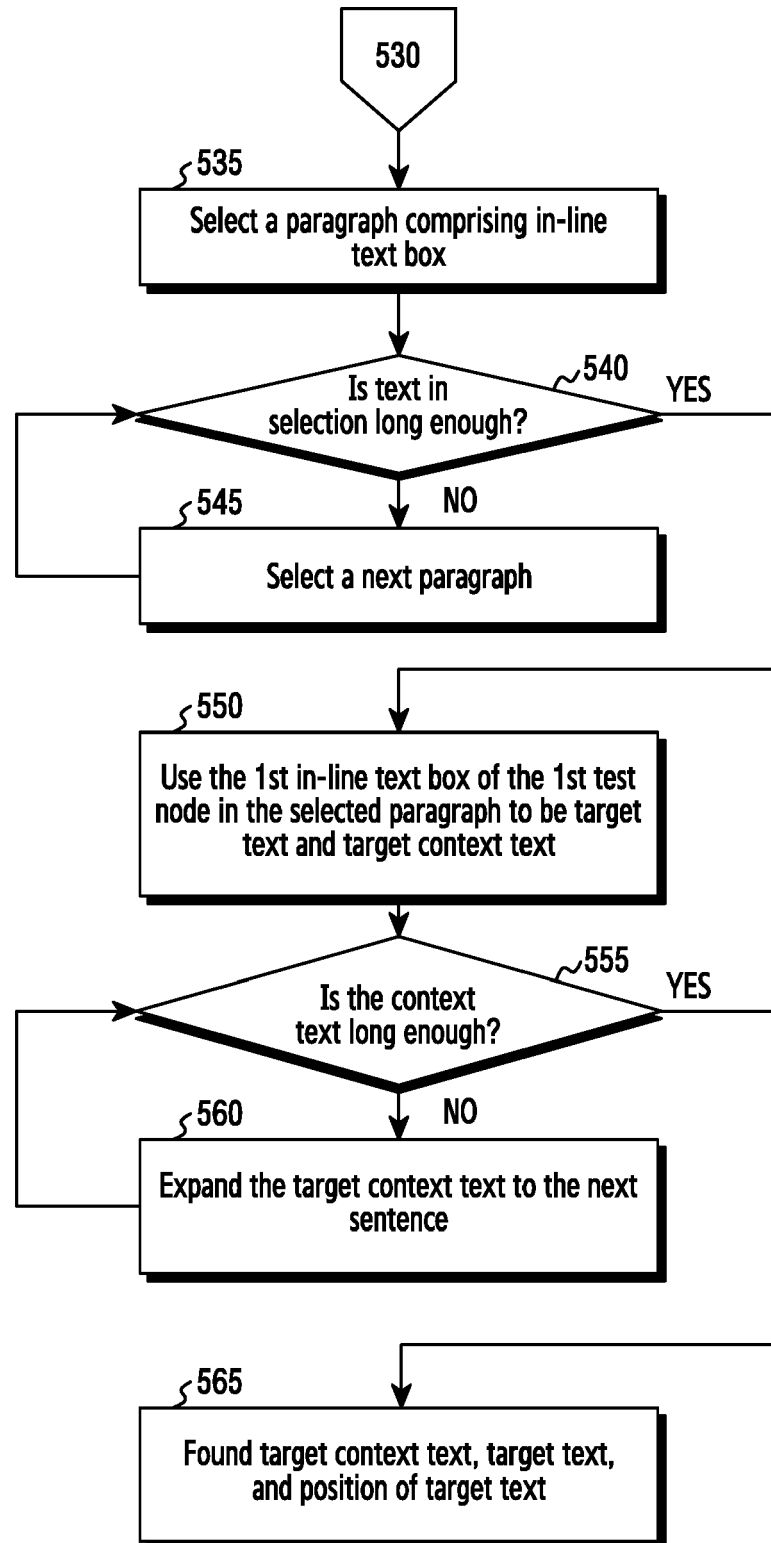 530
535
Select a paragraph comprising in-line
text box
540
Is text in
selection long enough?
YES
NO
545
Select a next paragraph
550
Use the 1st in-line text box of the 1st test
node in the selected paragraph to be target
text and target context text
555
Is the context
text long enough?
YES
NO
560
Expand the target context text to the next
sentence
565
Found target context text, target text,
and position of target text